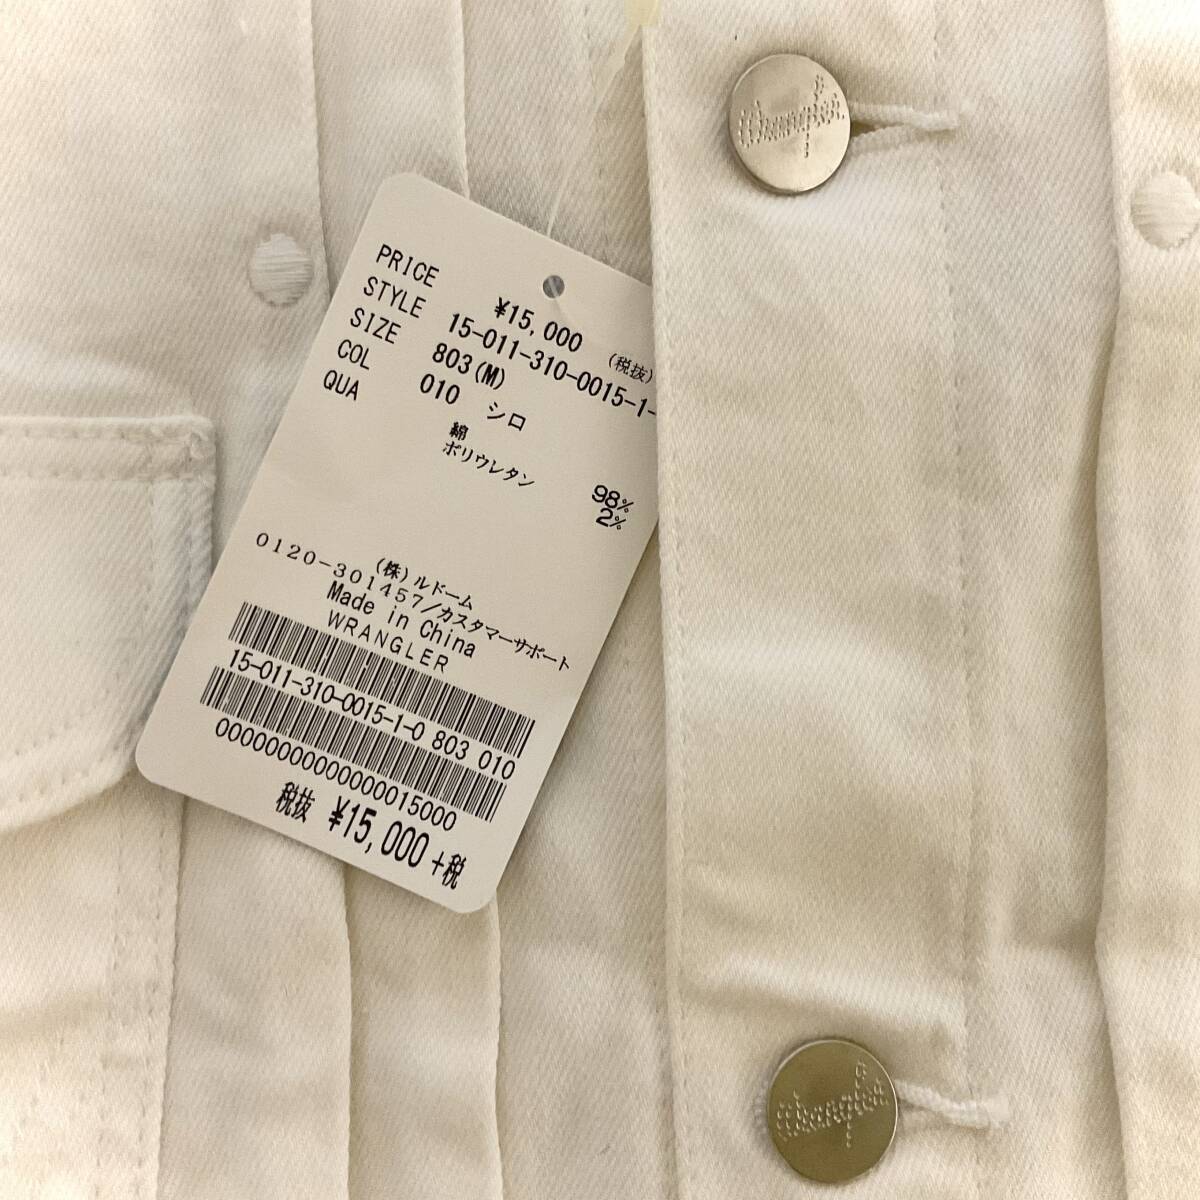 Wrangler
PRICE ¥15,000 (税抜)
STYLE 15-011-310-0015-1-
SIZE 803(M)
COL 010 シロ
QUA
綿 98%
ポリウレタン 2%
(株)ルドーム
0120-301457/カスタマーサポート
Made in China
WRANGLER
15-011-310-0015-1-0 803 010
0000000000000015000
税抜 ¥15,000+税
Wrangler